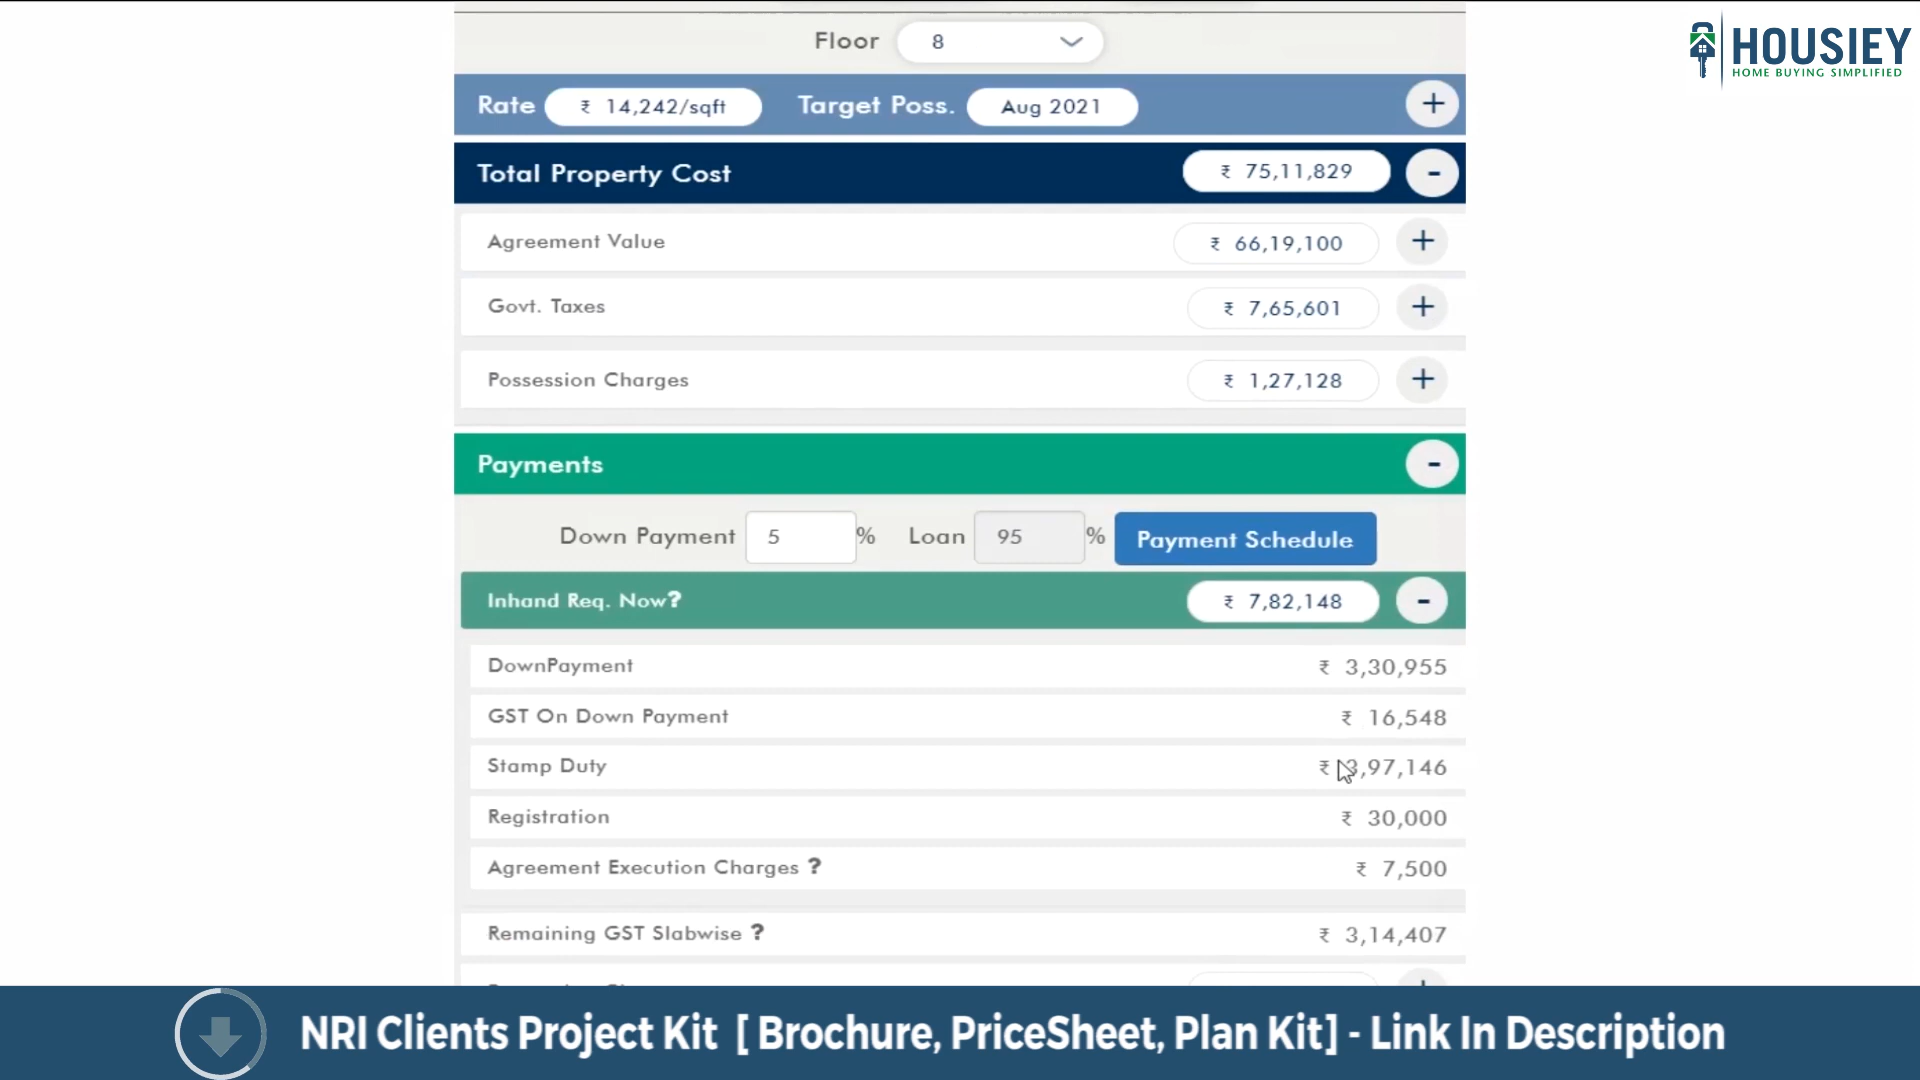 Floor 8
HOUSIEY
HOME BUYING SIMPLIFIED
Rate ₹ 14,242/sqft Target Poss. Aug 2021 +
Total Property Cost ₹ 75,11,829 -
Agreement Value ₹ 66,19,100 +
Govt. Taxes ₹ 7,65,601 +
Possession Charges ₹ 1,27,128 +
Payments -
Down Payment 5 % Loan 95 % Payment Schedule
Inhand Req. Now? ₹ 7,82,148 -
DownPayment ₹ 3,30,955
GST On Down Payment ₹ 16,548
Stamp Duty ₹ 3,97,146
Registration ₹ 30,000
Agreement Execution Charges ? ₹ 7,500
Remaining GST Slabwise ? ₹ 3,14,407
NRI Clients Project Kit [ Brochure, PriceSheet, Plan Kit] - Link In Description